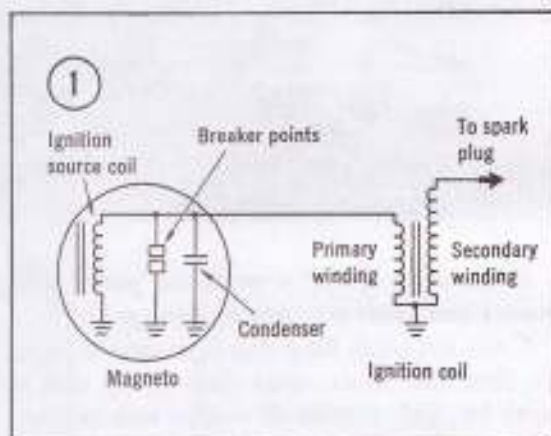 1
Ignition
source coil
Breaker points
To spark
plug
Primary
winding
Secondary
winding
Condenser
Magneto
Ignition coil